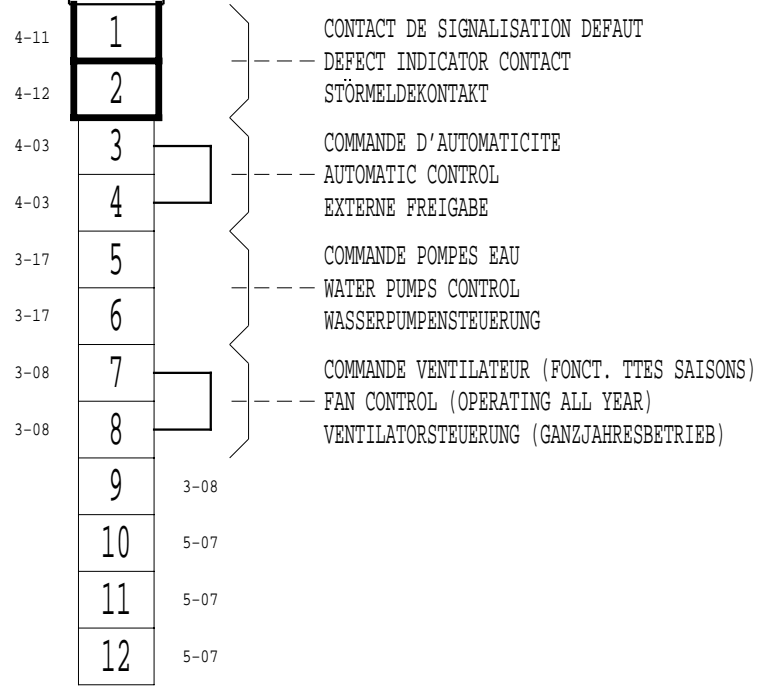 4-11 1 CONTACT DE SIGNALISATION DEFAUT
DEFECT INDICATOR CONTACT
4-12 2 STÖRMELDEKONTAKT
4-03 3 COMMANDE D'AUTOMATICITE
AUTOMATIC CONTROL
4-03 4 EXTERNE FREIGABE
3-17 5 COMMANDE POMPES EAU
WATER PUMPS CONTROL
3-17 6 WASSERPUMPENSTEUERUNG
3-08 7 COMMANDE VENTILATEUR (FONCT. TTES SAISONS)
FAN CONTROL (OPERATING ALL YEAR)
3-08 8 VENTILATORSTEUERUNG (GANZJAHRESBETRIEB)
9 3-08
10 5-07
11 5-07
12 5-07